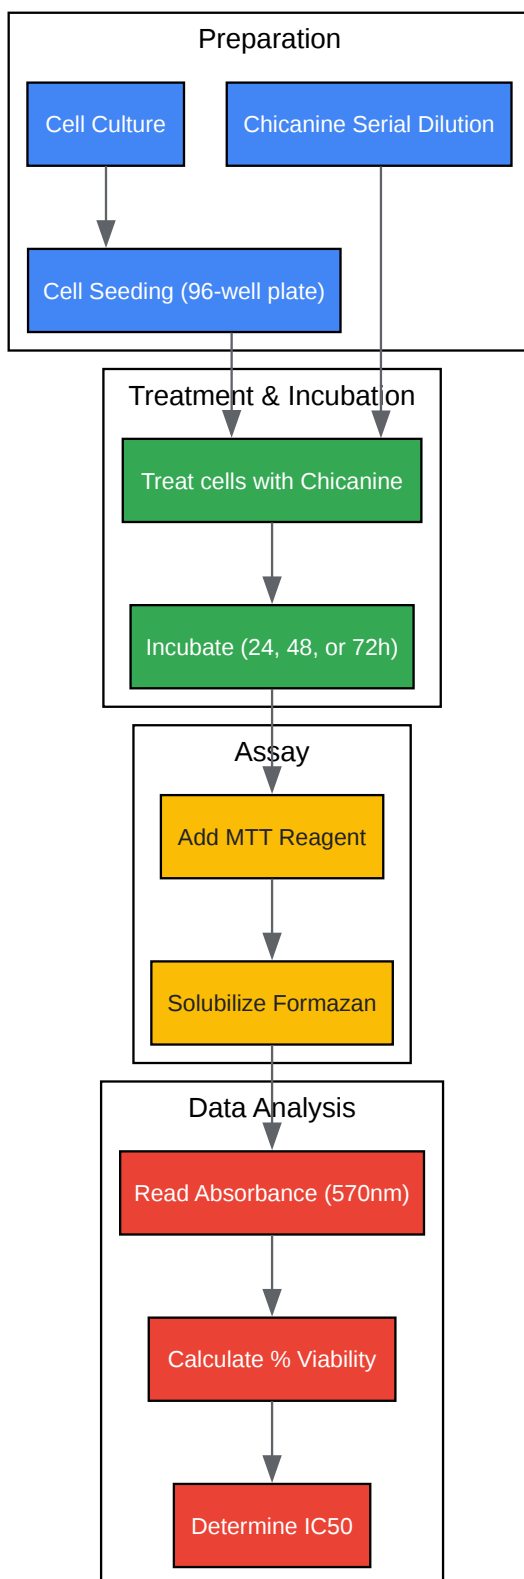 Preparation
Cell Culture
Chicanine Serial Dilution
Cell Seeding (96-well plate)
Treatment & Incubation
Treat cells with Chicanine
Incubate (24, 48, or 72h)
Assay
Add MTT Reagent
Solubilize Formazan
Data Analysis
Read Absorbance (570nm)
Calculate % Viability
Determine IC50